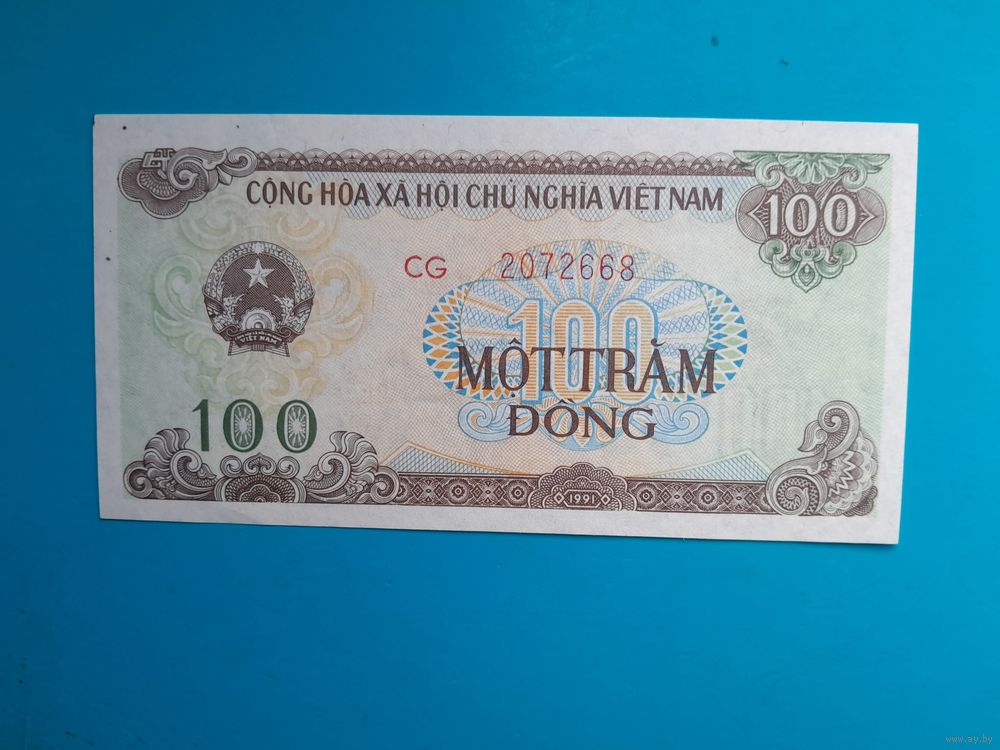 CỘNG HÒA XÃ HỘI CHỦ NGHĨA VIỆT NAM
100
CG 2072668
VIỆT NAM
100
MỘT TRĂM
ĐỒNG
100
1991
www.ay.by